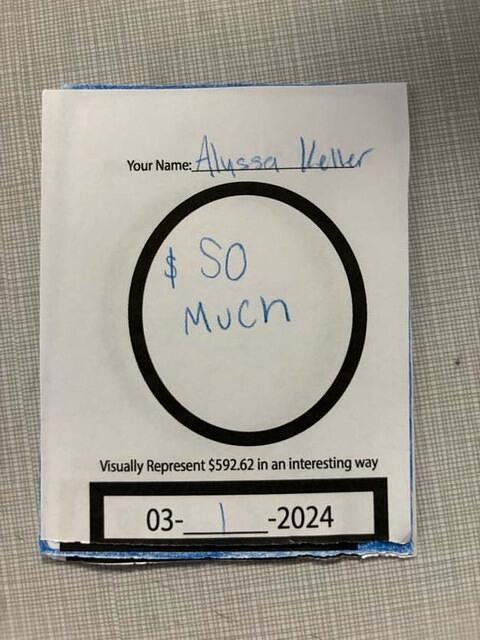 Your Name: Alyssa Keller
$ SO
Much
Visually Represent $592.62 in an interesting way
03- 1 -2024